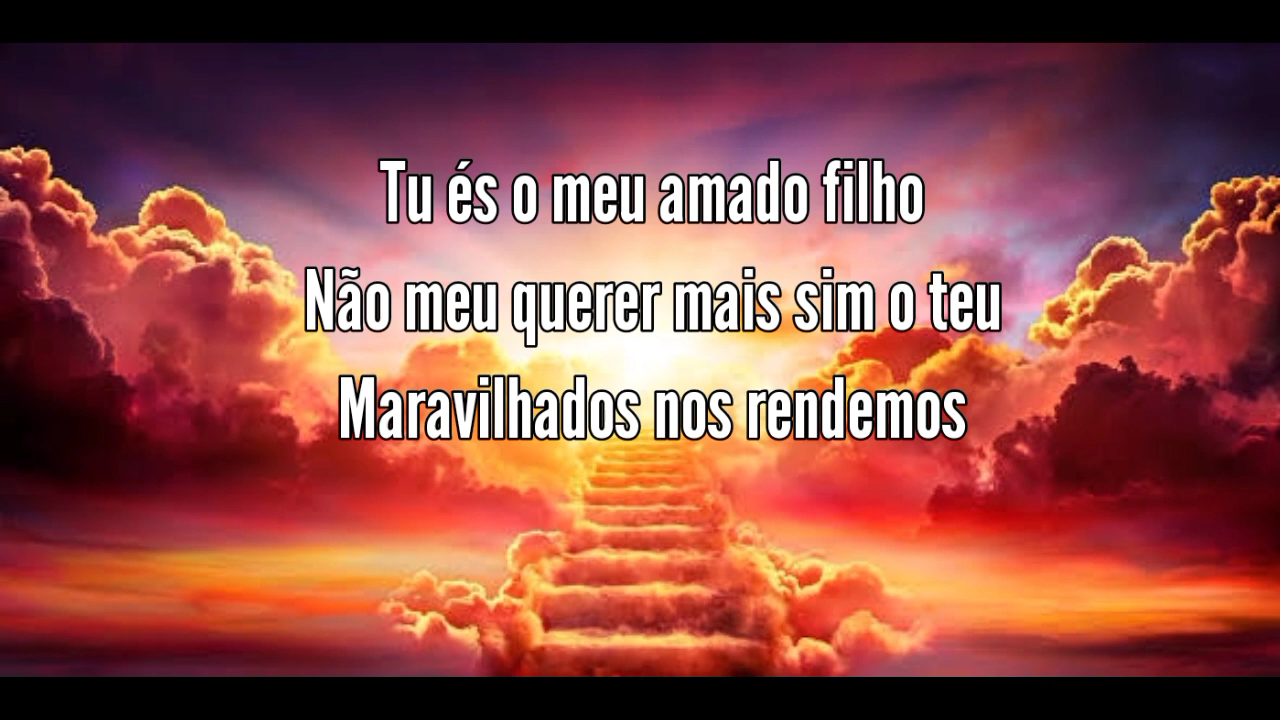 Tu és o meu amado filho
Não meu querer mais sim o teu
Maravilhados nos rendemos